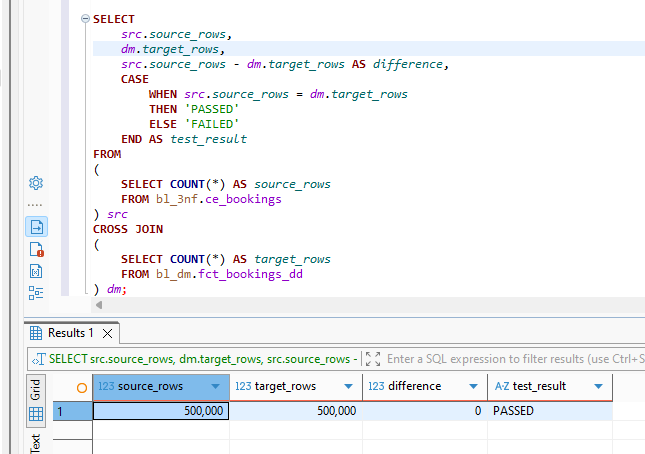 SELECT
src.source_rows,
dm.target_rows,
src.source_rows - dm.target_rows AS difference,
CASE
WHEN src.source_rows = dm.target_rows
THEN 'PASSED'
ELSE 'FAILED'
END AS test_result
FROM
(
SELECT COUNT(*) AS source_rows
FROM bl_3nf.ce_bookings
) src
CROSS JOIN
(
SELECT COUNT(*) AS target_rows
FROM bl_dm.fct_bookings_dd
) dm;
Results 1
SELECT src.source_rows, dm.target_rows, src.source_rows - Enter a SQL expression to filter results (use Ctrl+S
Grid 123 source_rows 123 target_rows 123 difference A-Z test_result
1 500,000 500,000 0 PASSED
Text